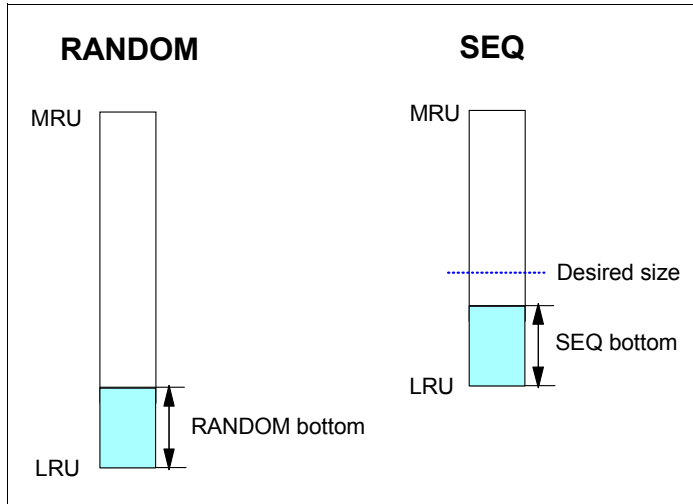 RANDOM
MRU
RANDOM bottom
LRU
SEQ
MRU
Desired size
SEQ bottom
LRU